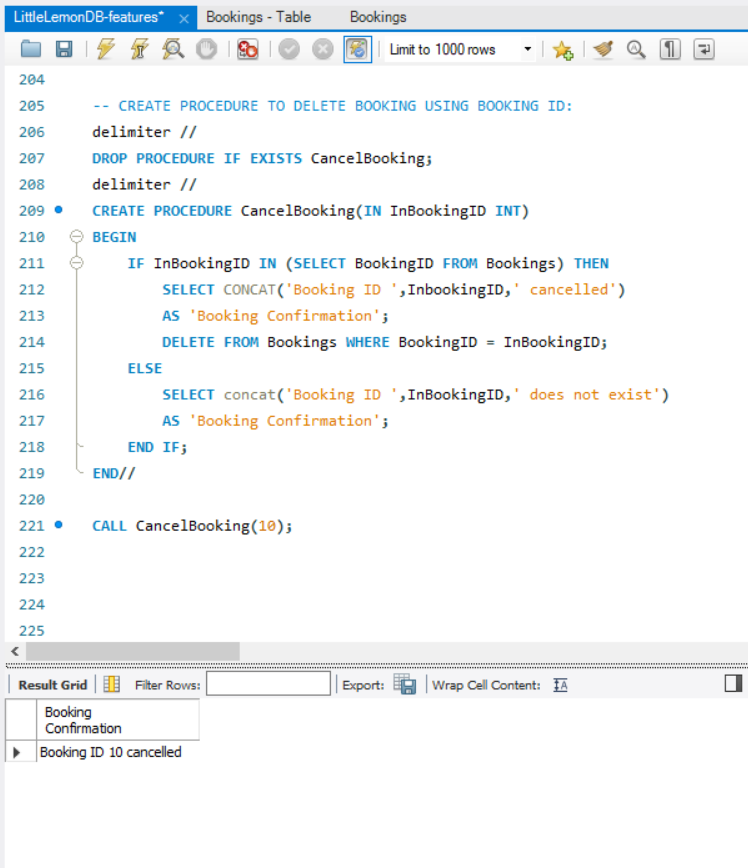 LittleLemonDB-features* × Bookings - Table Bookings
Limit to 1000 rows
204
205 -- CREATE PROCEDURE TO DELETE BOOKING USING BOOKING ID:
206 delimiter //
207 DROP PROCEDURE IF EXISTS CancelBooking;
208 delimiter //
209 CREATE PROCEDURE CancelBooking(IN InBookingID INT)
210 BEGIN
211 IF InBookingID IN (SELECT BookingID FROM Bookings) THEN
212 SELECT CONCAT('Booking ID ',InbookingID,' cancelled')
213 AS 'Booking Confirmation';
214 DELETE FROM Bookings WHERE BookingID = InBookingID;
215 ELSE
216 SELECT concat('Booking ID ',InBookingID,' does not exist')
217 AS 'Booking Confirmation';
218 END IF;
219 END//
220
221 CALL CancelBooking(10);
222
223
224
225
Result Grid Filter Rows: Export: Wrap Cell Content: IA
Booking
Confirmation
Booking ID 10 cancelled